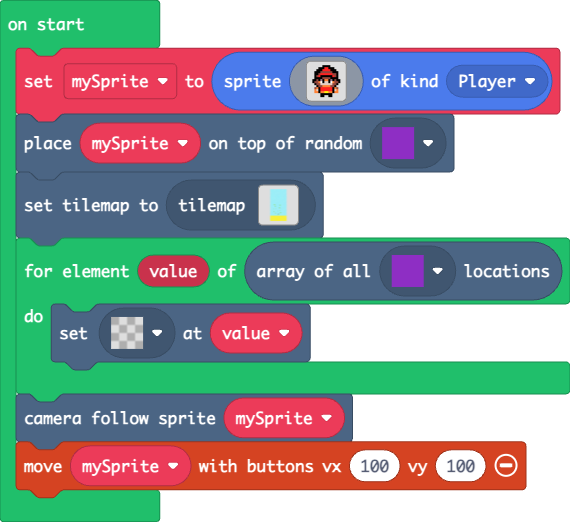 on start
set mySprite to sprite of kind Player
place mySprite on top of random
set tilemap to tilemap
for element value of array of all locations
do
set at value
camera follow sprite mySprite
move mySprite with buttons vx 100 vy 100